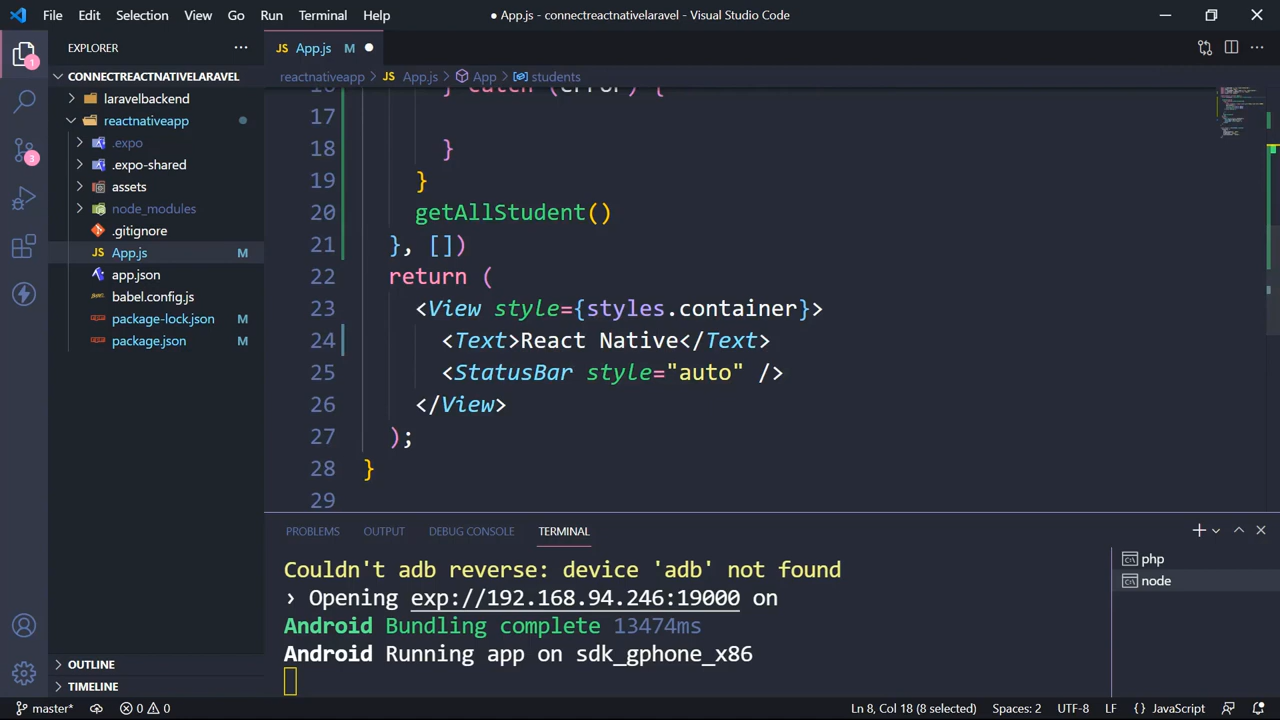 File Edit Selection View Go Run Terminal Help
● App.js - connectreactnativelaravel - Visual Studio Code
EXPLORER
App.js M
CONNECTREACTNATIVELARAVEL
reactnativeapp > App.js > App > students
laravelbackend
reactnativeapp
.expo
.expo-shared
assets
node_modules
.gitignore
App.js M
app.json
babel.config.js
package-lock.json M
package.json M
OUTLINE
TIMELINE
1
3
16 } catch (error) {
17
18 }
19 }
20 getAllStudent()
21 }, [])
22 return (
23 <View style={styles.container}>
24 <Text>React Native</Text>
25 <StatusBar style="auto" />
26 </View>
27 );
28 }
29
PROBLEMS OUTPUT DEBUG CONSOLE TERMINAL
Couldn't adb reverse: device 'adb' not found
› Opening exp://192.168.94.246:19000 on
Android Bundling complete 13474ms
Android Running app on sdk_gphone_x86
php
node
master* 0 0 Ln 8, Col 18 (8 selected) Spaces: 2 UTF-8 LF {} JavaScript